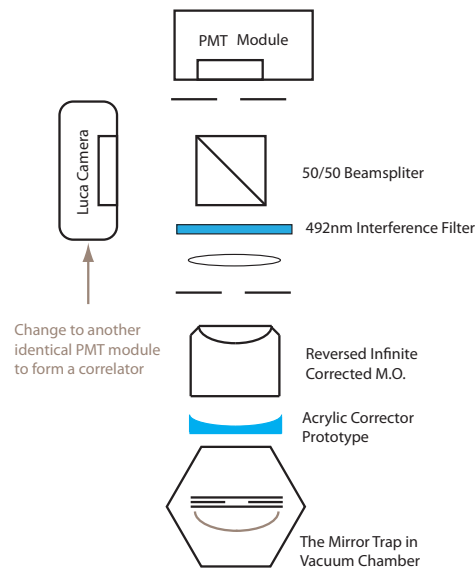 PMT Module
Luca Camera
50/50 Beamspliter
492nm Interference Filter
Change to another
identical PMT module
to form a correlator
Reversed Infinite
Corrected M.O.
Acrylic Corrector
Prototype
The Mirror Trap in
Vacuum Chamber